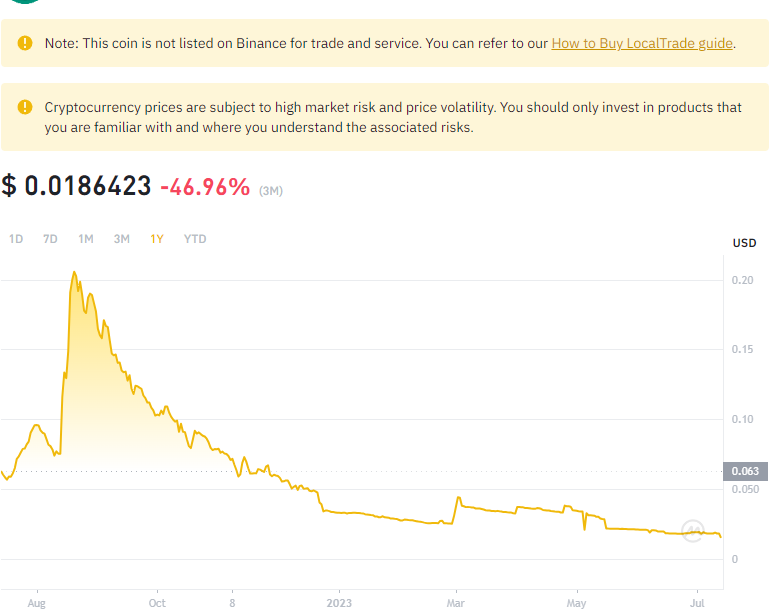 Note: This coin is not listed on Binance for trade and service. You can refer to our How to Buy LocalTrade guide.
Cryptocurrency prices are subject to high market risk and price volatility. You should only invest in products that
you are familiar with and where you understand the associated risks.
$ 0.0186423 -46.96% (3M)
1D 7D 1M 3M 1Y YTD
USD
0.20
0.15
0.10
0.063
0.050
0
Aug Oct 8 2023 Mar May Jul